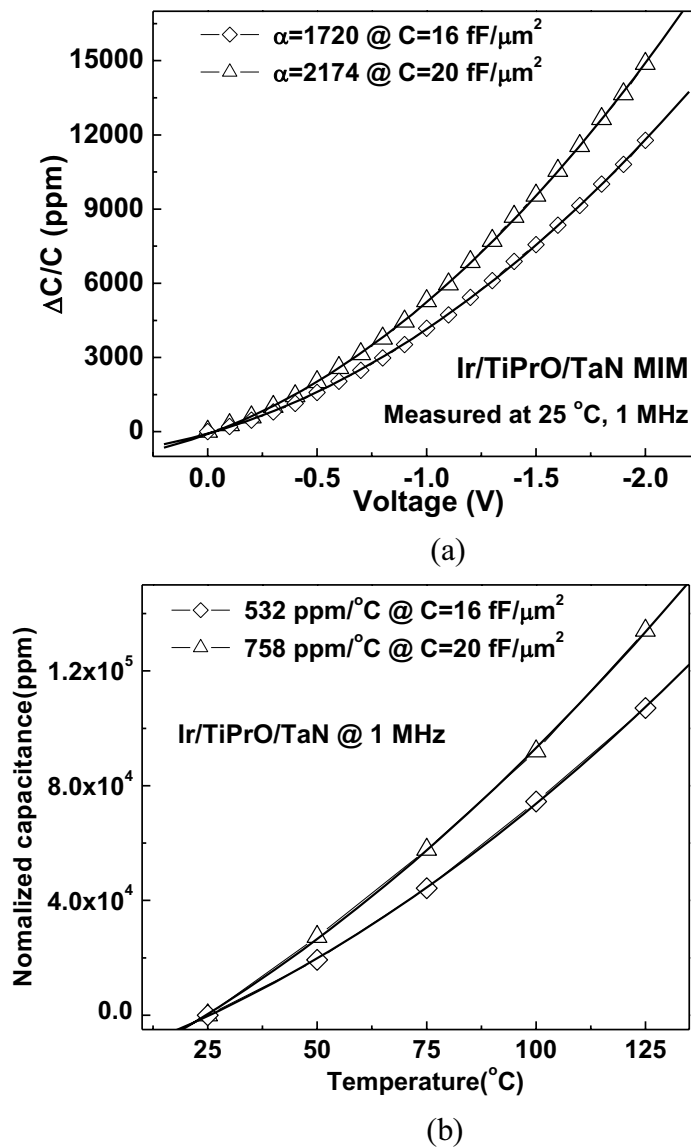 α=1720 @ C=16 fF/μm²
α=2174 @ C=20 fF/μm²
15000
12000
9000
6000
3000
0
ΔC/C (ppm)
Ir/TiPrO/TaN MIM
Measured at 25 °C, 1 MHz
0.0 -0.5 -1.0 -1.5 -2.0
Voltage (V)
(a)
532 ppm/°C @ C=16 fF/μm²
758 ppm/°C @ C=20 fF/μm²
1.2x10⁵
Ir/TiPrO/TaN @ 1 MHz
8.0x10⁴
4.0x10⁴
0.0
Nomalized capacitance(ppm)
25 50 75 100 125
Temperature(°C)
(b)